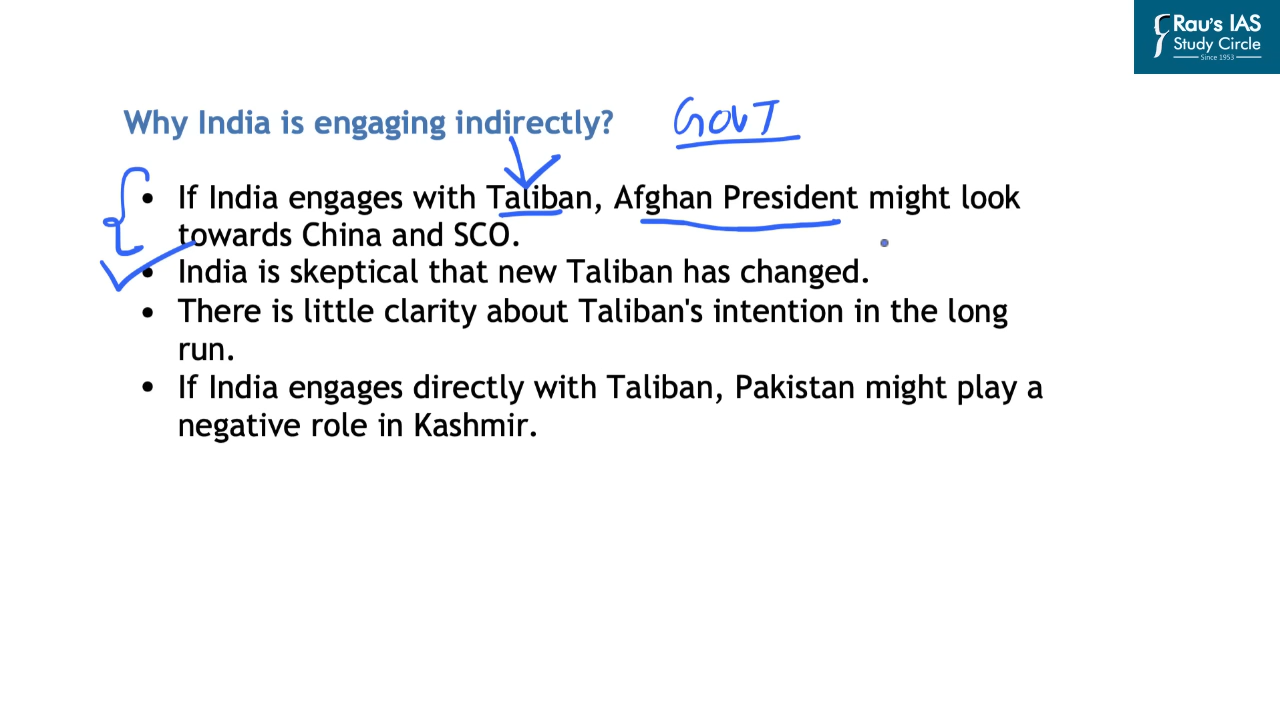 Rau's IAS
Study Circle
Since 1953
Why India is engaging indirectly? GOVT
• If India engages with Taliban, Afghan President might look
towards China and SCO.
• India is skeptical that new Taliban has changed.
• There is little clarity about Taliban's intention in the long
run.
• If India engages directly with Taliban, Pakistan might play a
negative role in Kashmir.